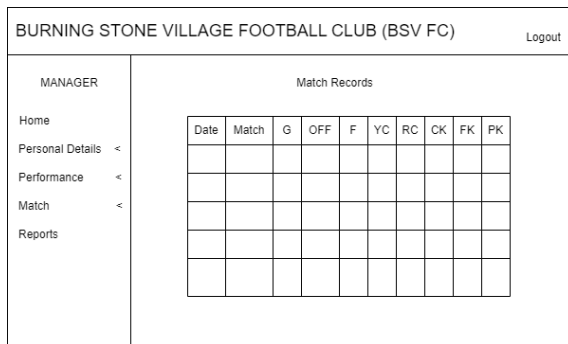 BURNING STONE VILLAGE FOOTBALL CLUB (BSV FC)
Logout
MANAGER
Home
Personal Details <
Performance <
Match <
Reports
Match Records
Date Match G OFF F YC RC CK FK PK